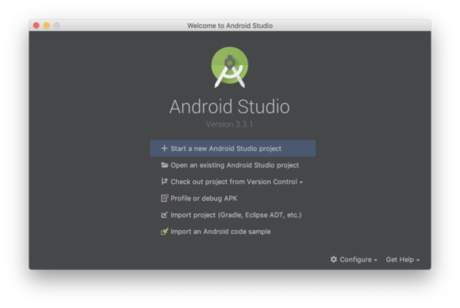 Welcome to Android Studio
Android Studio
Version 3.3.1
Start a new Android Studio project
Open an existing Android Studio project
Check out project from Version Control
Profile or debug APK
Import project (Gradle, Eclipse ADT, etc.)
Import an Android code sample
Configure Get Help